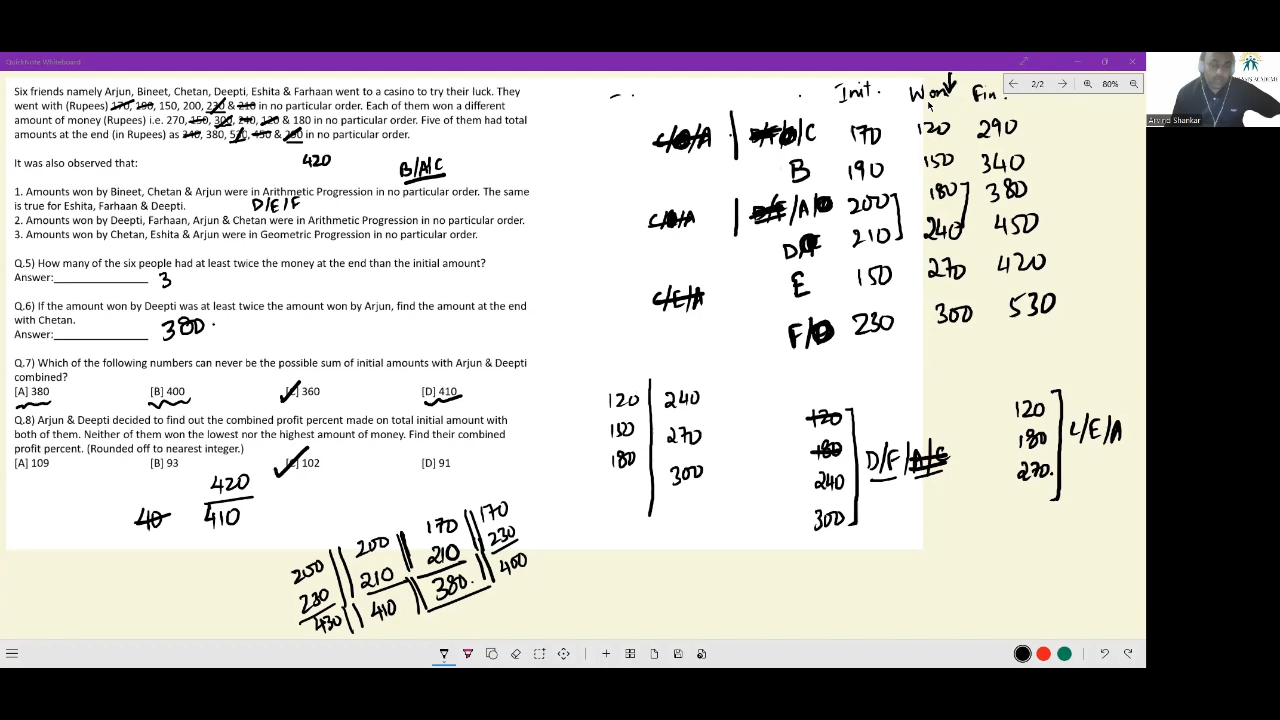 QuickNote Whiteboard
Six friends namely Arjun, Bineet, Chetan, Deepti, Eshita & Farhaan went to a casino to try their luck. They
went with (Rupees) 170, 190, 150, 200, 230 & 210 in no particular order. Each of them won a different
amount of money (Rupees) i.e. 270, 150, 300, 240, 120 & 180 in no particular order. Five of them had total
amounts at the end (in Rupees) as 340, 380, 530, 450 & 290 in no particular order.
420
B/A/C
It was also observed that:
1. Amounts won by Bineet, Chetan & Arjun were in Arithmetic Progression in no particular order. The same
is true for Eshita, Farhaan & Deepti.
D/E/F
2. Amounts won by Deepti, Farhaan, Arjun & Chetan were in Arithmetic Progression in no particular order.
3. Amounts won by Chetan, Eshita & Arjun were in Geometric Progression in no particular order.
Q.5) How many of the six people had at least twice the money at the end than the initial amount?
Answer:________________
3
Q.6) If the amount won by Deepti was at least twice the amount won by Arjun, find the amount at the end
with Chetan.
Answer:________________
380
Q.7) Which of the following numbers can never be the possible sum of initial amounts with Arjun & Deepti
combined?
[A] 380 [B] 400 [C] 360 [D] 410
Q.8) Arjun & Deepti decided to find out the combined profit percent made on total initial amount with
both of them. Neither of them won the lowest nor the highest amount of money. Find their combined
profit percent. (Rounded off to nearest integer.)
[A] 109 [B] 93 [C] 102 [D] 91
40 420
410
200 200 170 170
230 210 210 230
430 410 380 400
Init. Won Fin.
C/D/A D/F/C 170 120 290
B 190 150 340
200 180 380
D 210 240 450
C/E/A E 150 270 420
F/D 230 300 530
120 240
150 270
180 300
120
180
240
300
D/F/A/C
120
180
270
C/E/A
2/2
80%
Arvind Shankar